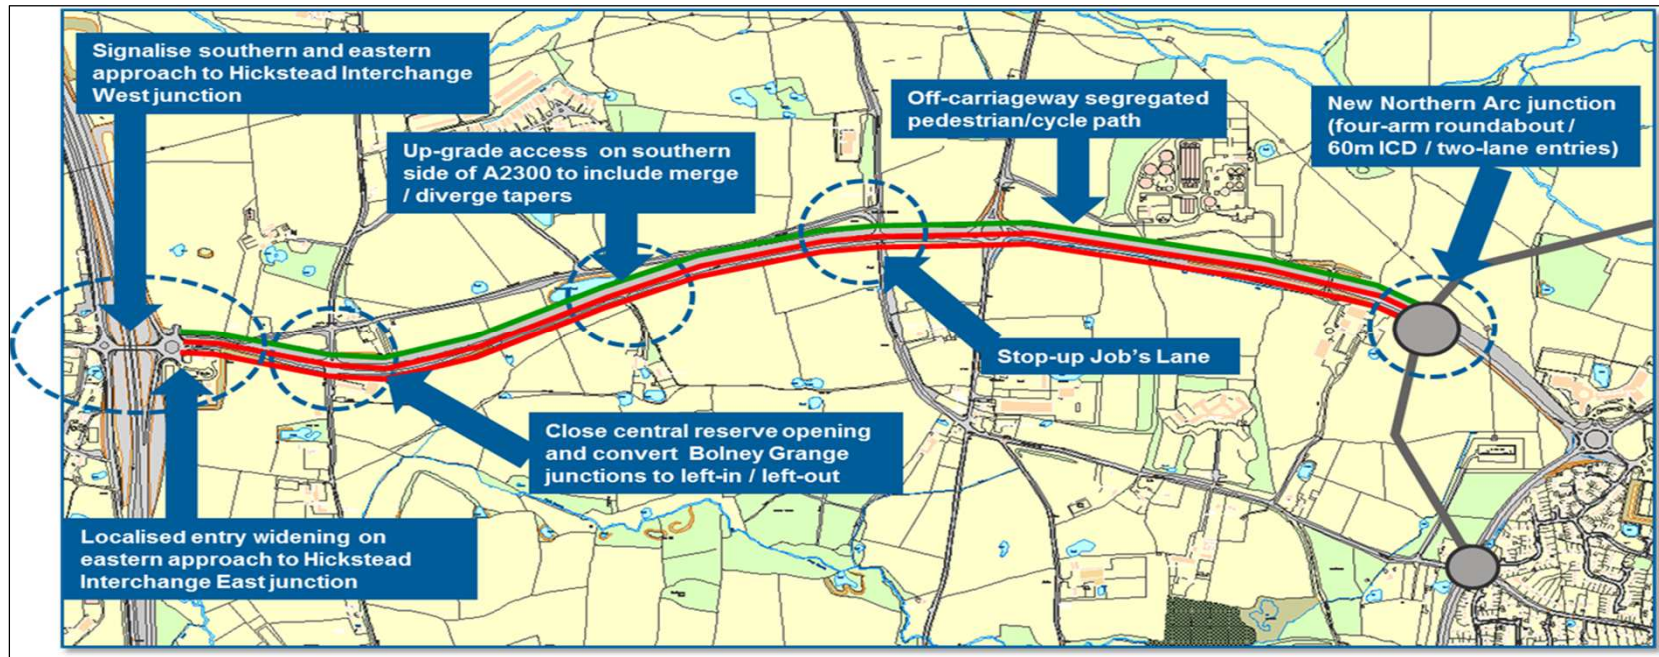 Signalise southern and eastern
approach to Hickstead Interchange
West junction
Up-grade access on southern
side of A2300 to include merge
/ diverge tapers
Off-carriageway segregated
pedestrian/cycle path
New Northern Arc junction
(four-arm roundabout /
60m ICD / two-lane entries)
Stop-up Job's Lane
Close central reserve opening
and convert Bolney Grange
junctions to left-in / left-out
Localised entry widening on
eastern approach to Hickstead
Interchange East junction